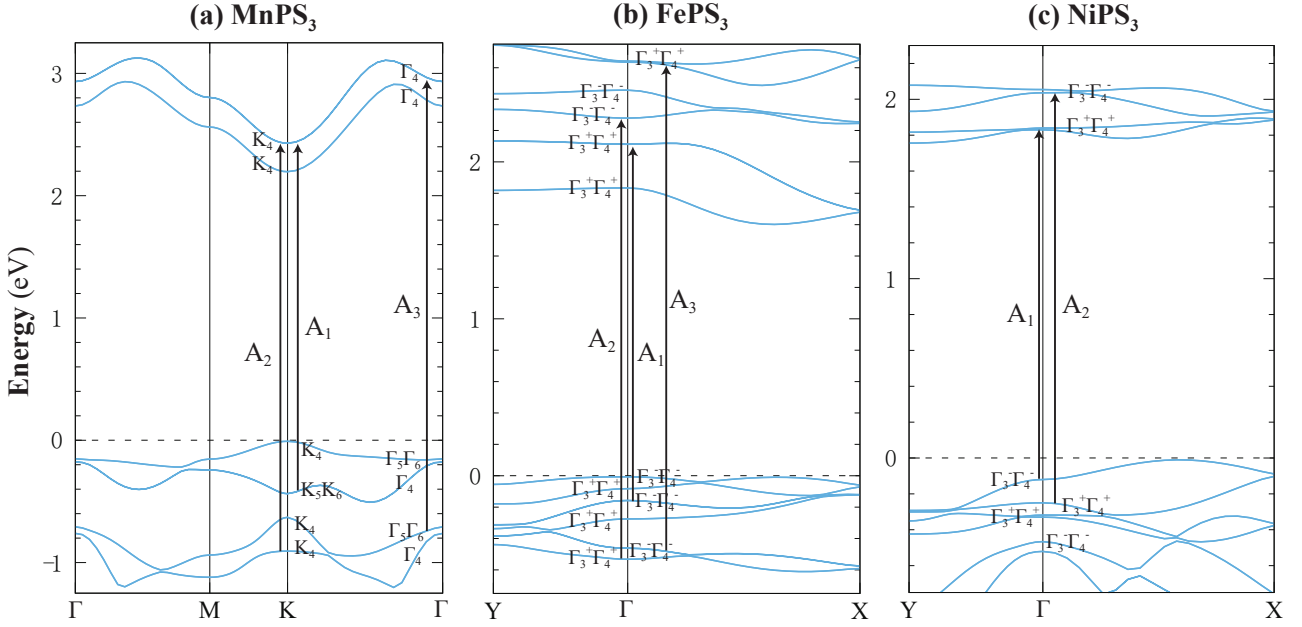 (a) MnPS₃
(b) FePS₃
(c) NiPS₃
Energy (eV)
3
2
1
0
−1
Γ₄
Γ₄
K₄
K₄
A₂
A₁
A₃
K₄
K₅K₆
K₄
K₄
Γ₅Γ₆
Γ₄
Γ₅Γ₆
Γ₄
Γ
M
K
Γ
2
1
0
Γ₃⁺Γ₄⁺
Γ₃⁻Γ₄⁻
Γ₃⁻Γ₄⁻
Γ₃⁺Γ₄⁺
Γ₃⁺Γ₄⁺
A₂
A₁
A₃
Γ₃⁻Γ₄⁻
Γ₃⁺Γ₄⁺
Γ₃⁻Γ₄⁻
Γ₃⁺Γ₄⁺
Γ₃⁻Γ₄⁻
Γ₃⁺Γ₄⁺
Y
Γ
X
2
1
0
Γ₃⁻Γ₄⁻
Γ₃⁺Γ₄⁺
A₁
A₂
Γ₃⁻Γ₄⁻
Γ₃⁺Γ₄⁺
Γ₃⁺Γ₄⁺
Γ₃⁻Γ₄⁻
Y
Γ
X